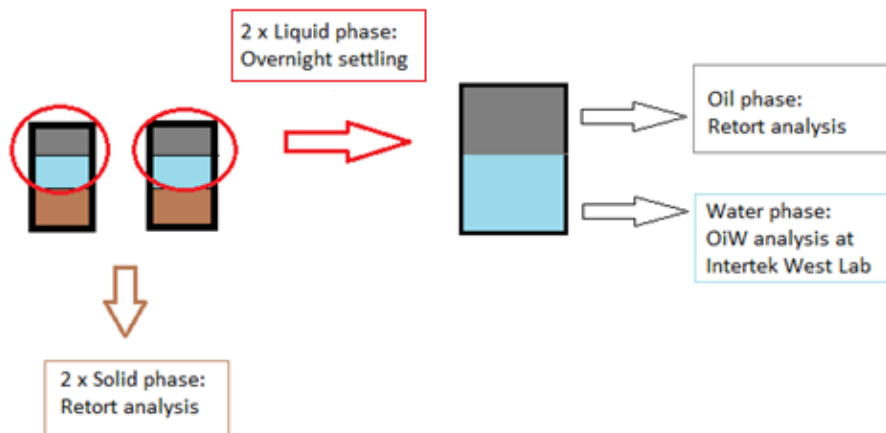 2 x Liquid phase:
Overnight settling
Oil phase:
Retort analysis
Water phase:
OiW analysis at
Intertek West Lab
2 x Solid phase:
Retort analysis